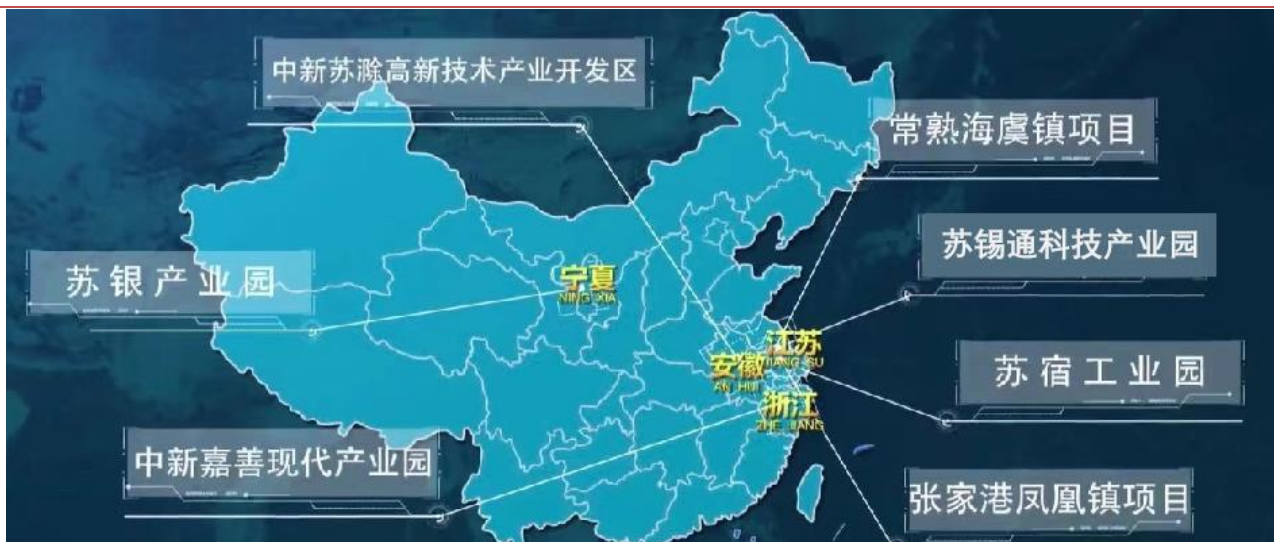 中新苏滁高新技术产业开发区
常熟海虞镇项目
苏锡通科技产业园
苏银产业园
宁夏
NING XIA
江苏
JIANG SU
安徽
AN HUI
苏宿工业园
浙江
ZHE JIANG
中新嘉善现代产业园
张家港凤凰镇项目